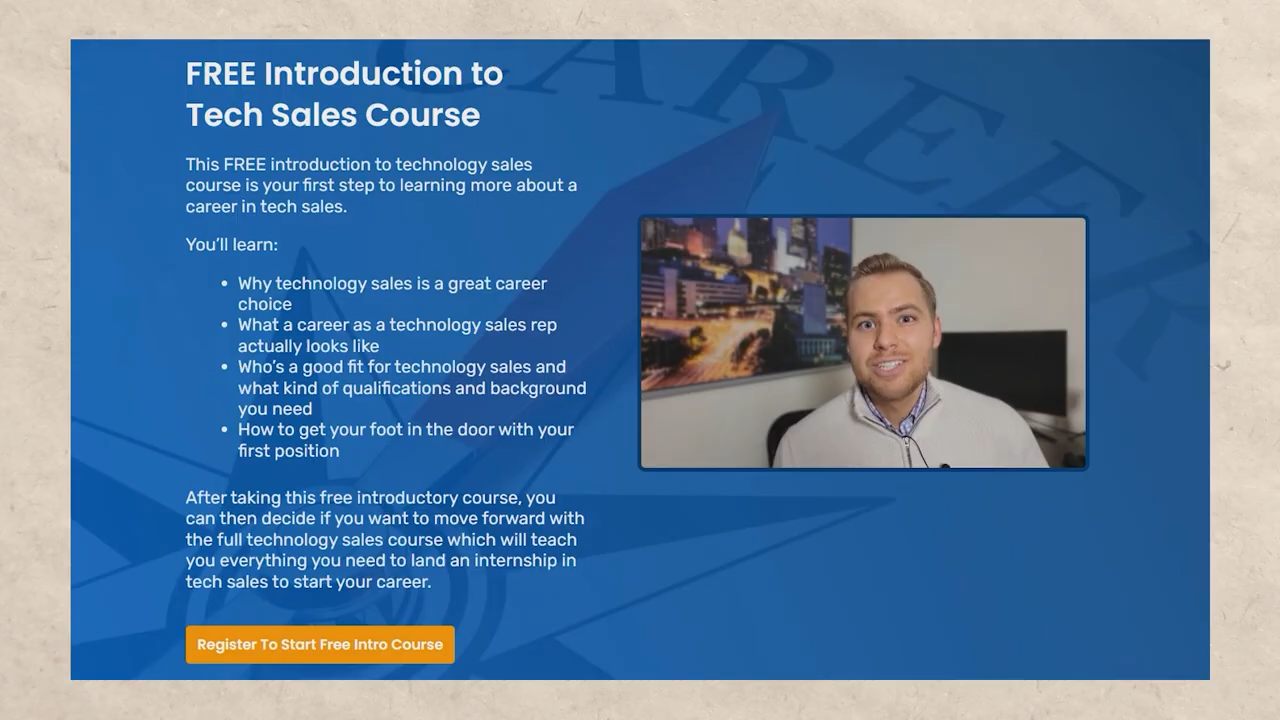 CAREER
FREE Introduction to
Tech Sales Course
This FREE introduction to technology sales
course is your first step to learning more about a
career in tech sales.
You'll learn:
• Why technology sales is a great career
choice
• What a career as a technology sales rep
actually looks like
• Who's a good fit for technology sales and
what kind of qualifications and background
you need
• How to get your foot in the door with your
first position
After taking this free introductory course, you
can then decide if you want to move forward with
the full technology sales course which will teach
you everything you need to land an internship in
tech sales to start your career.
Register To Start Free Intro Course